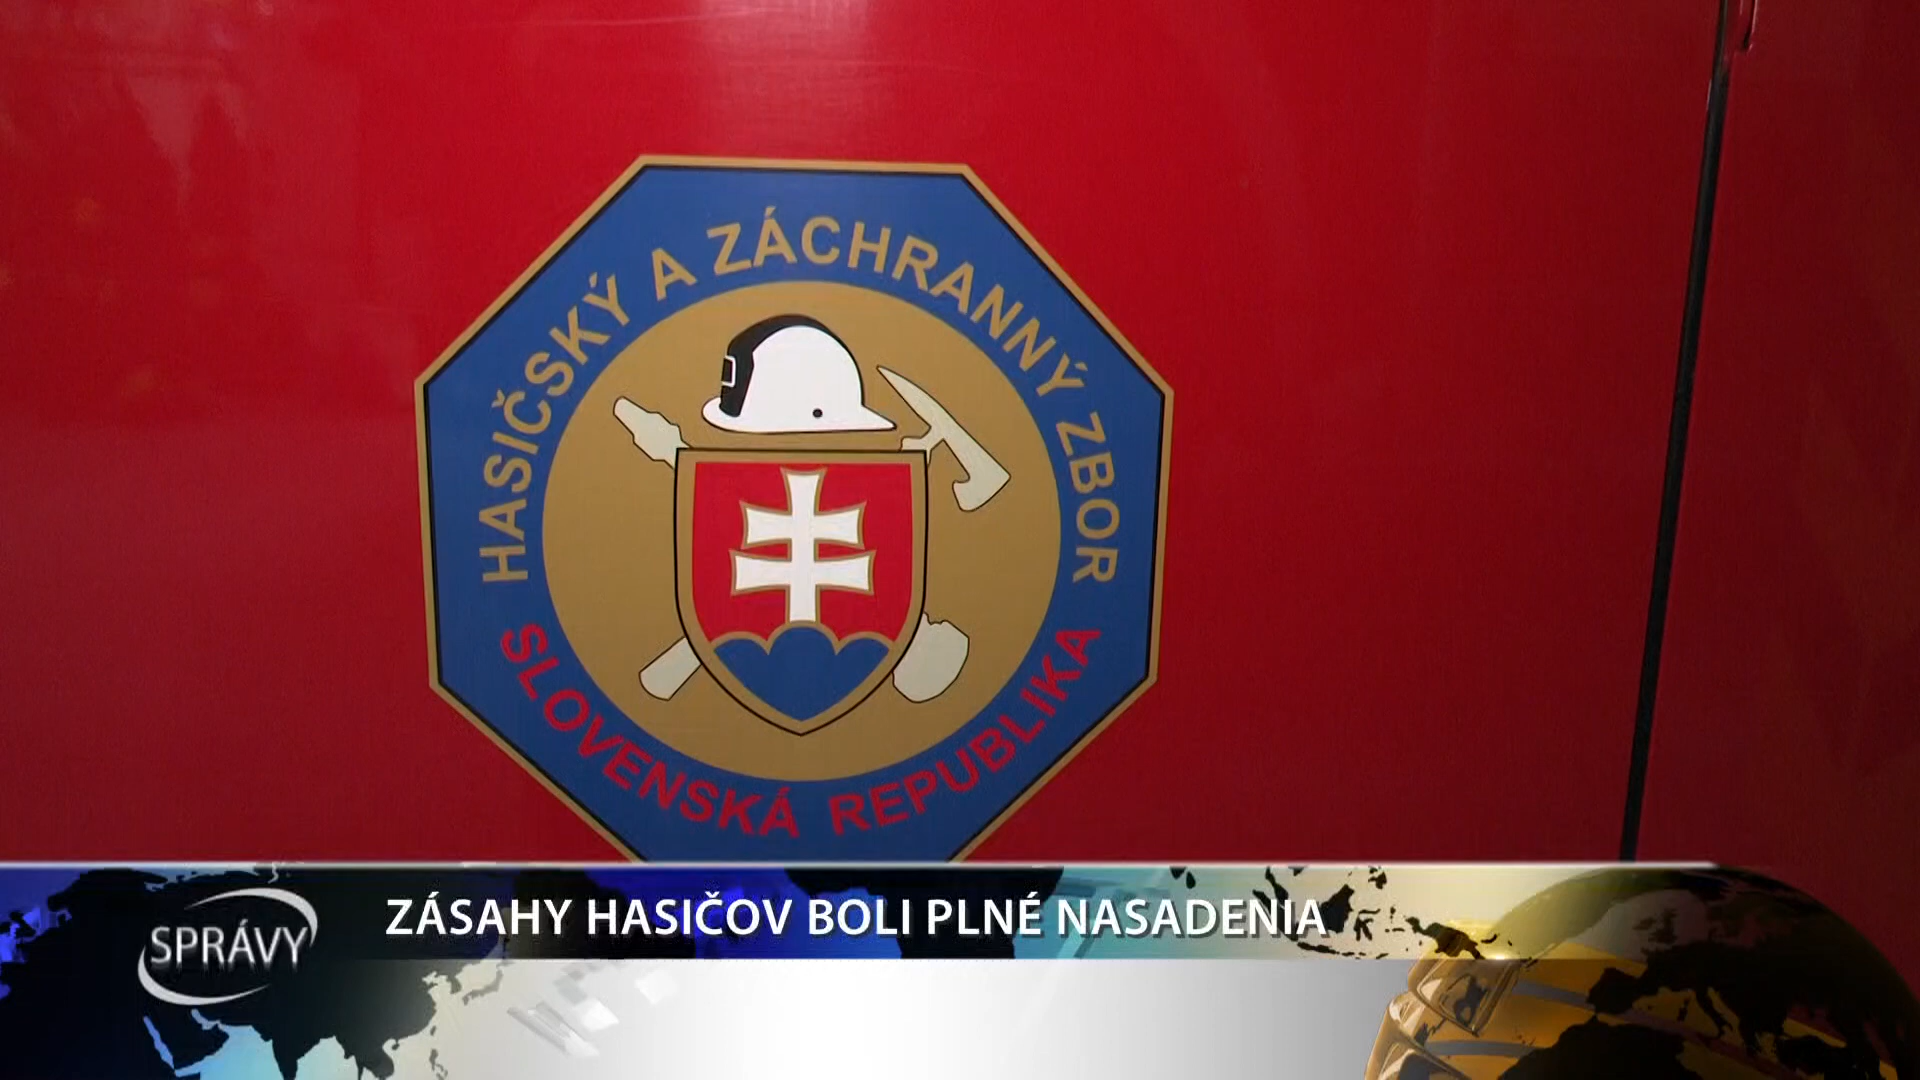 HASIČSKÝ A ZÁCHRANNÝ ZBOR
SLOVENSKÁ REPUBLIKA
SPRÁVY
ZÁSAHY HASIČOV BOLI PLNÉ NASADENIA